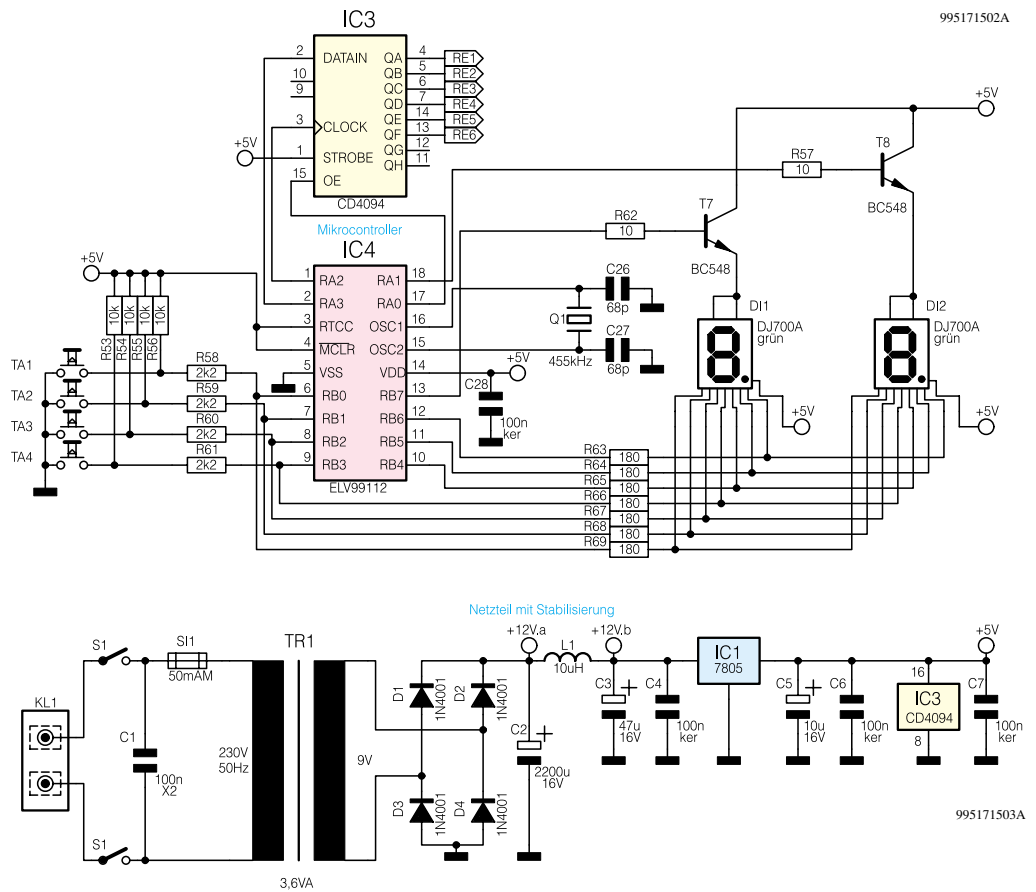 995171502A
IC3
2 DATAIN QA 4 RE1
10 QB 5 RE2
9 QC 6 RE3
QD 7 RE4
3 CLOCK QE 14 RE5
QF 13 RE6
+5V 1 STROBE QG 12
QH 11
15 OE
CD4094
+5V
T8
R57
10
BC548
T7
R62
10
BC548
Mikrocontroller
IC4
1 RA2 RA1 18
2 RA3 RA0 17
3 RTCC OSC1 16
4 MCLR OSC2 15
5 VSS VDD 14
6 RB0 RB7 13
7 RB1 RB6 12
8 RB2 RB5 11
9 RB3 RB4 10
ELV99112
+5V
10k 10k 10k 10k
R53 R54 R55 R56
TA1 R58
2k2
TA2 R59
2k2
TA3 R60
2k2
TA4 R61
2k2
C26
68p
Q1
455kHz
C27
68p
+5V
C28
100n
ker
DI1
DJ700A
grün
+5V
DI2
DJ700A
grün
+5V
R63 180
R64 180
R65 180
R66 180
R67 180
R68 180
R69 180
Netzteil mit Stabilisierung
KL1
S1
S1
SI1
50mAM
C1
100n
X2
TR1
230V
50Hz
9V
3,6VA
D1 1N4001
D2 1N4001
D3 1N4001
D4 1N4001
+12V.a
C2 +
2200u
16V
L1
10uH
+12V.b
C3 +
47u
16V
C4
100n
ker
IC1
7805
C5 +
10u
16V
C6
100n
ker
16
IC3
CD4094
8
+5V
C7
100n
ker
995171503A